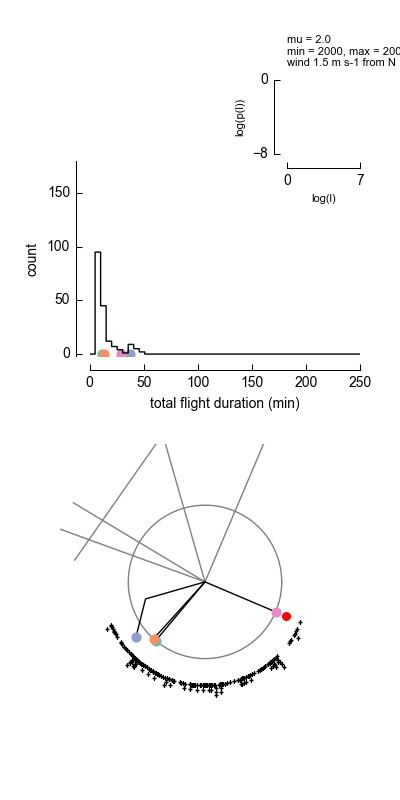 mu = 2.0
min = 2000, max = 200
wind 1.5 m s-1 from N
0
log(p(l))
−8
0 7
log(l)
150
100
50
0
count
0 50 100 150 200 250
total flight duration (min)